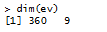 > dim(ev)
[1] 360   9